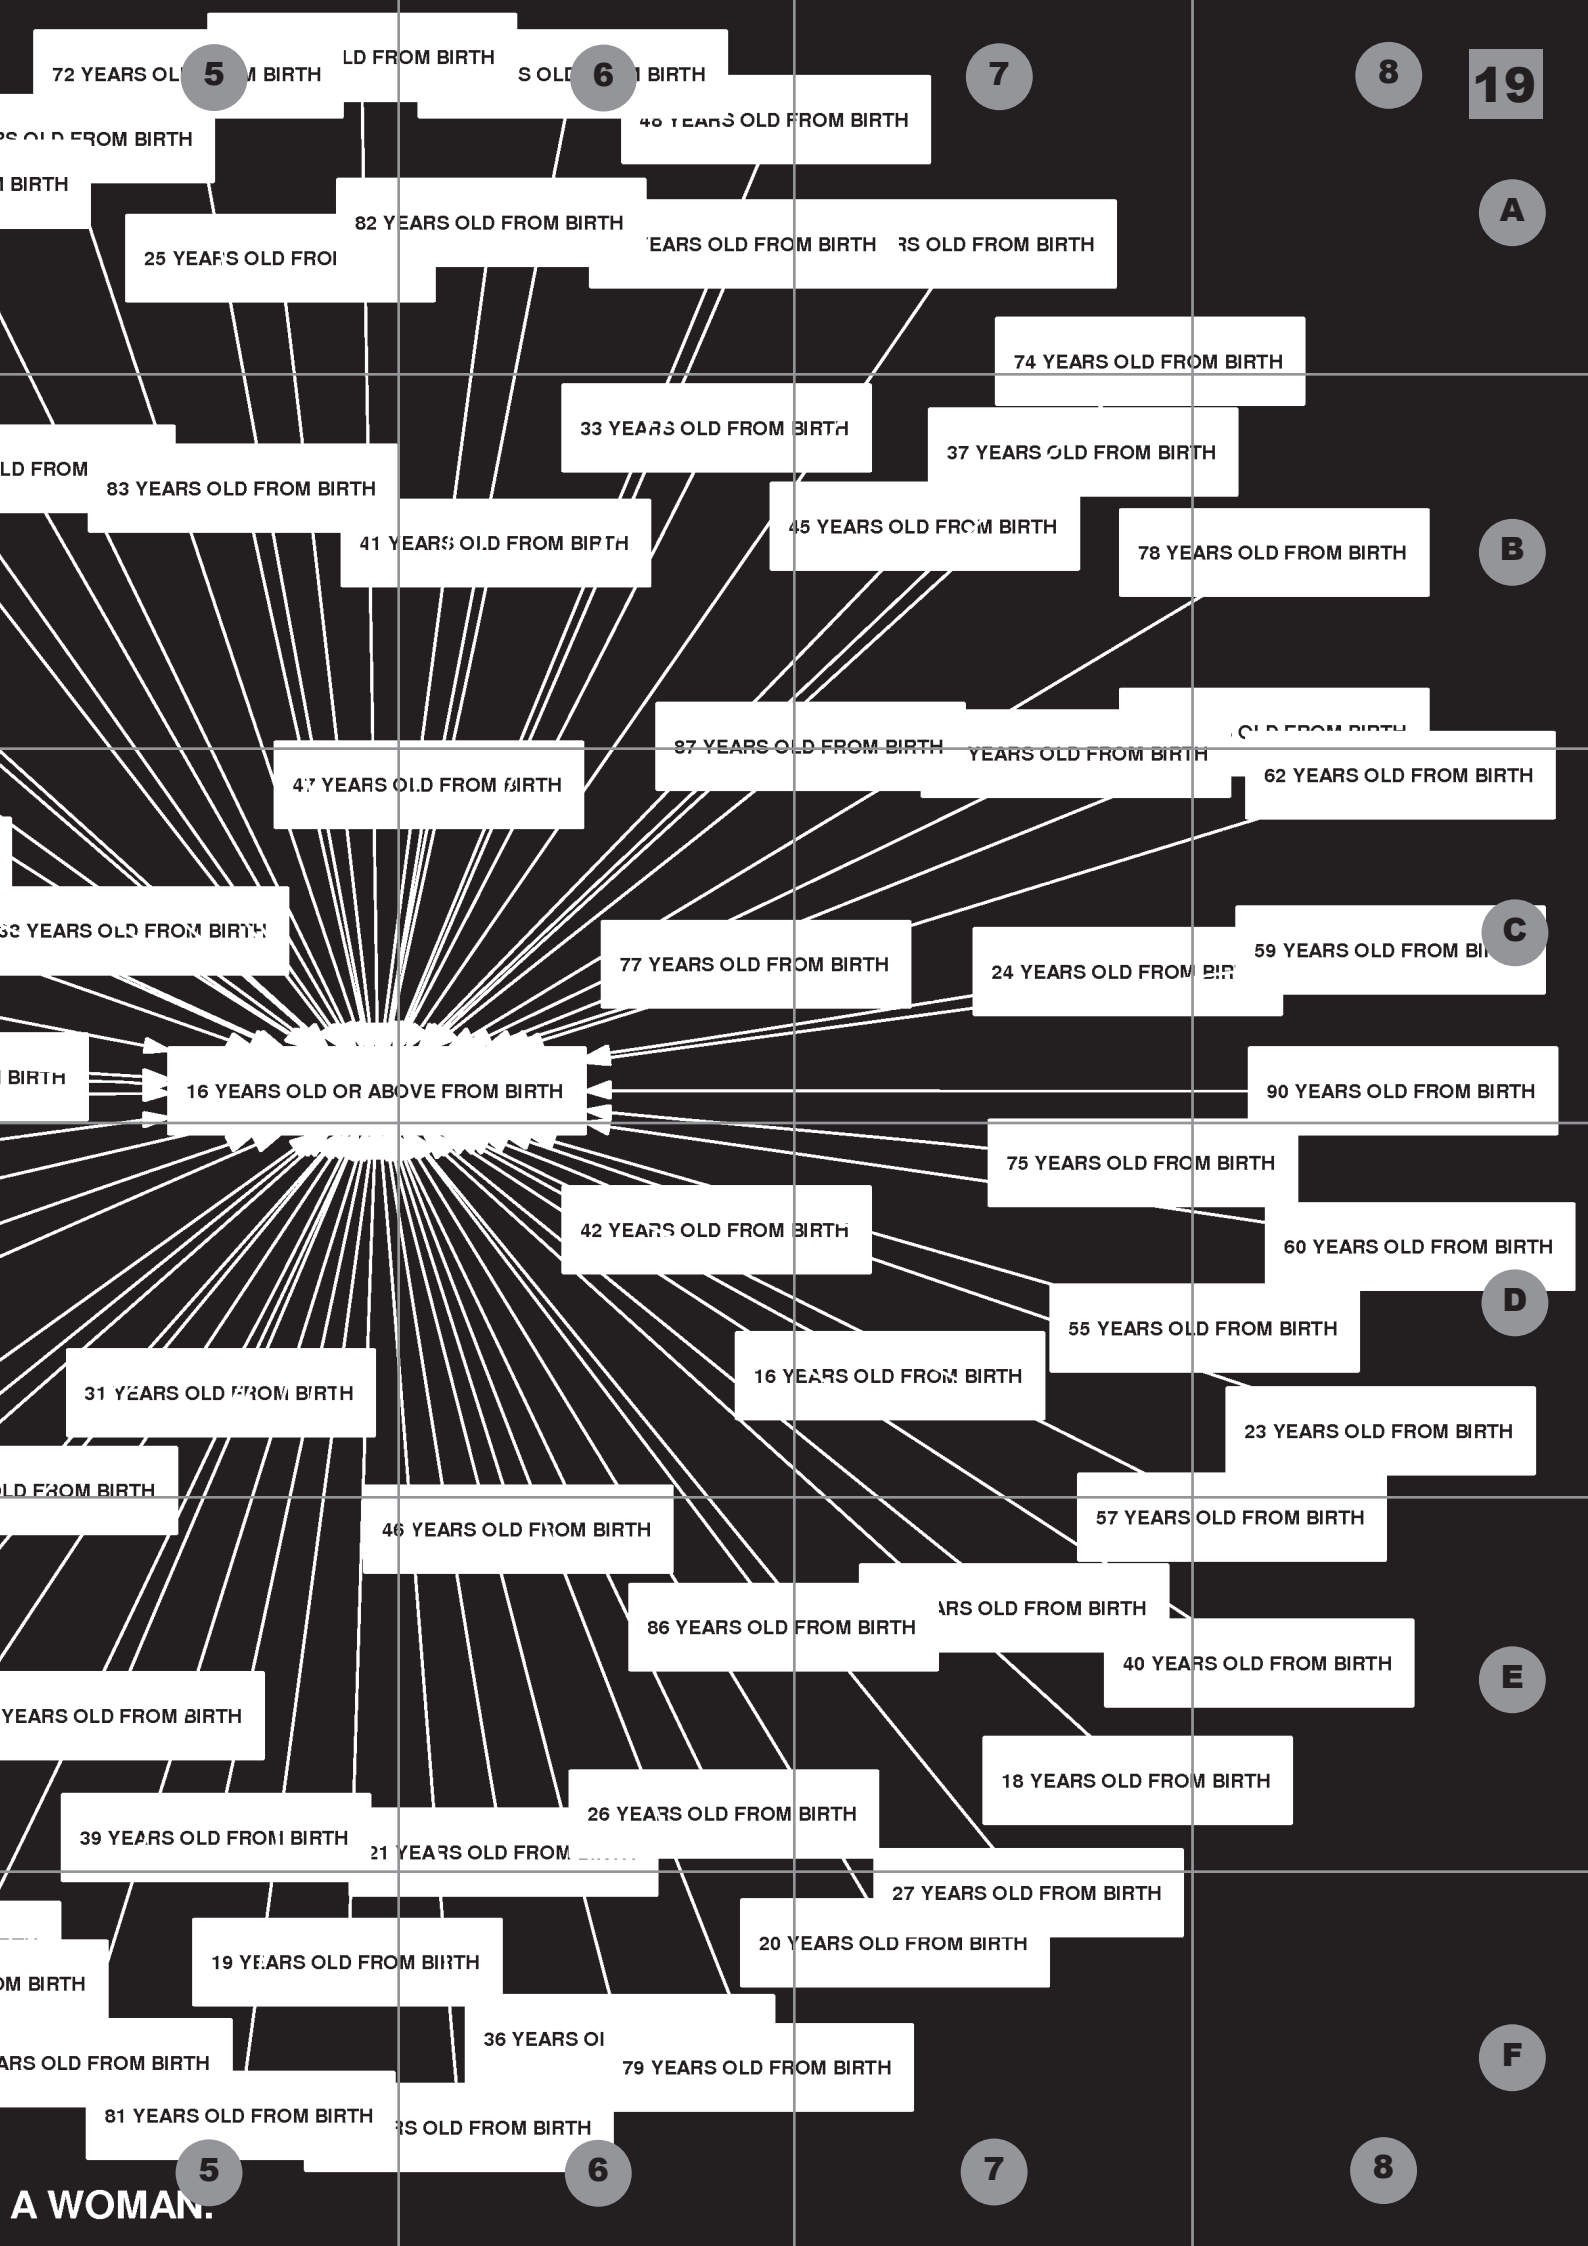 LD FROM BIRTH
72 YEARS OL 5 M BIRTH
S OLD 6 BIRTH
7
8
19
48 YEARS OLD FROM BIRTH
RS OLD FROM BIRTH
BIRTH
A
82 YEARS OLD FROM BIRTH
YEARS OLD FROM BIRTH
RS OLD FROM BIRTH
25 YEARS OLD FROM
74 YEARS OLD FROM BIRTH
33 YEARS OLD FROM BIRTH
37 YEARS OLD FROM BIRTH
LD FROM
83 YEARS OLD FROM BIRTH
45 YEARS OLD FROM BIRTH
41 YEARS OLD FROM BIRTH
78 YEARS OLD FROM BIRTH
B
OLD FROM BIRTH
87 YEARS OLD FROM BIRTH
YEARS OLD FROM BIRTH
62 YEARS OLD FROM BIRTH
47 YEARS OLD FROM BIRTH
YEARS OLD FROM BIRTH
C
59 YEARS OLD FROM BI
77 YEARS OLD FROM BIRTH
24 YEARS OLD FROM BIR
BIRTH
16 YEARS OLD OR ABOVE FROM BIRTH
90 YEARS OLD FROM BIRTH
75 YEARS OLD FROM BIRTH
42 YEARS OLD FROM BIRTH
60 YEARS OLD FROM BIRTH
D
55 YEARS OLD FROM BIRTH
16 YEARS OLD FROM BIRTH
31 YEARS OLD FROM BIRTH
23 YEARS OLD FROM BIRTH
LD FROM BIRTH
57 YEARS OLD FROM BIRTH
46 YEARS OLD FROM BIRTH
ARS OLD FROM BIRTH
86 YEARS OLD FROM BIRTH
40 YEARS OLD FROM BIRTH
E
YEARS OLD FROM BIRTH
18 YEARS OLD FROM BIRTH
26 YEARS OLD FROM BIRTH
39 YEARS OLD FROM BIRTH
21 YEARS OLD FROM
27 YEARS OLD FROM BIRTH
20 YEARS OLD FROM BIRTH
19 YEARS OLD FROM BIRTH
OM BIRTH
36 YEARS OL
F
ARS OLD FROM BIRTH
79 YEARS OLD FROM BIRTH
81 YEARS OLD FROM BIRTH
RS OLD FROM BIRTH
5
6
7
8
A WOMAN.